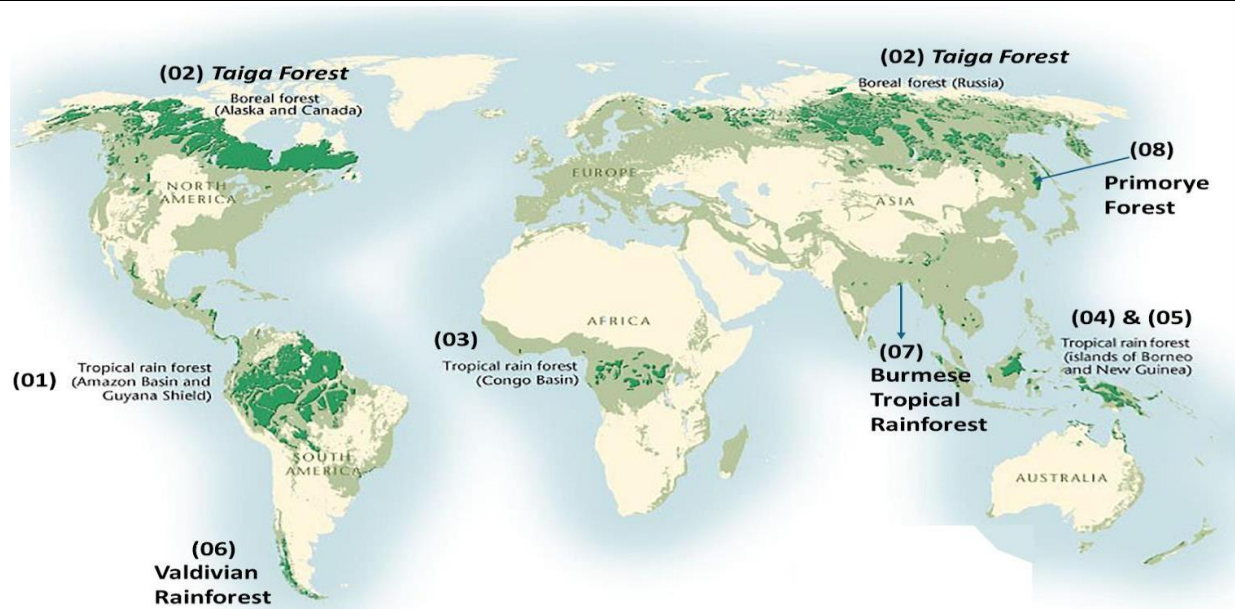 (02) Taiga Forest
Boreal forest
(Alaska and Canada)
(02) Taiga Forest
Boreal forest (Russia)
(08)
Primorye
Forest
NORTH
AMERICA
EUROPE
ASIA
AFRICA
(01)
Tropical rain forest
(Amazon Basin and
Guyana Shield)
(03)
Tropical rain forest
(Congo Basin)
(04) & (05)
Tropical rain forest
(islands of Borneo
and New Guinea)
(07)
Burmese
Tropical
Rainforest
SOUTH
AMERICA
AUSTRALIA
(06)
Valdivian
Rainforest